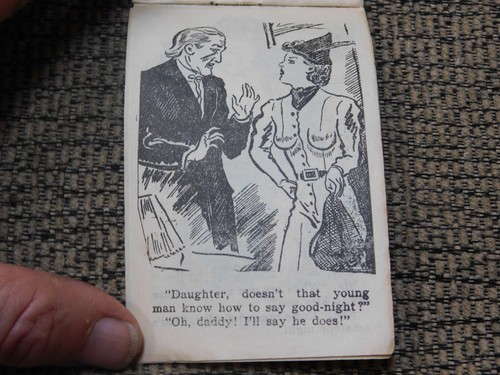 "Daughter, doesn't that young
man know how to say good-night?"
"Oh, daddy! I'll say he does!"